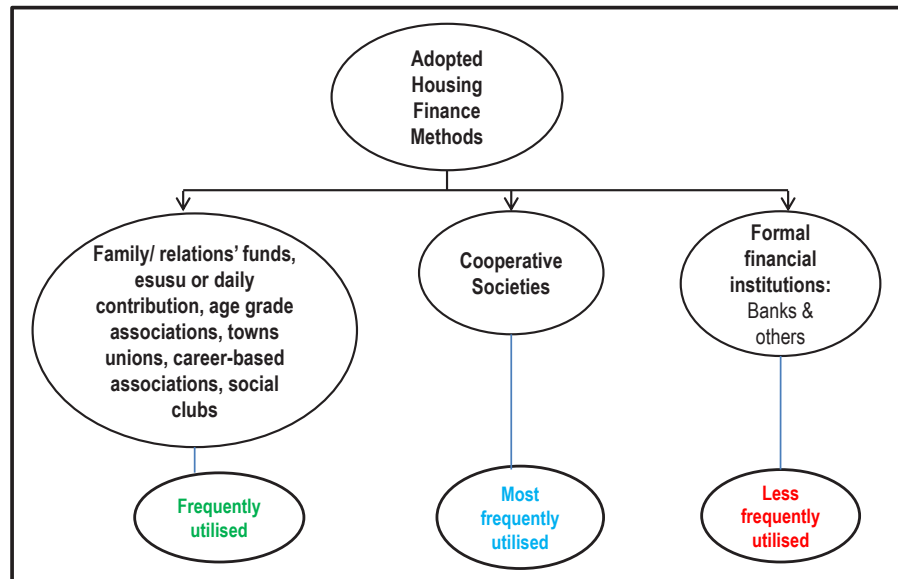 Adopted
Housing
Finance
Methods
Family/ relations’ funds,
esusu or daily
contribution, age grade
associations, towns
unions, career-based
associations, social
clubs
Cooperative
Societies
Formal
financial
institutions:
Banks &
others
Frequently
utilised
Most
frequently
utilised
Less
frequently
utilised